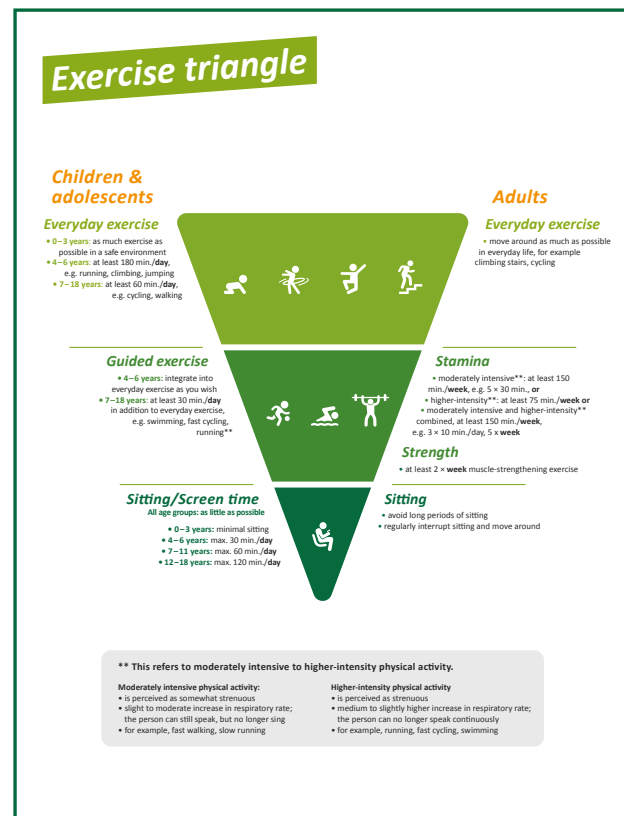 Exercise triangle
Children &
adolescents
Everyday exercise
• 0–3 years: as much exercise as
possible in a safe environment
• 4–6 years: at least 180 min./day,
e.g. running, climbing, jumping
• 7–18 years: at least 60 min./day,
e.g. cycling, walking
Adults
Everyday exercise
• move around as much as possible
in everyday life, for example
climbing stairs, cycling
Guided exercise
• 4–6 years: integrate into
everyday exercise as you wish
• 7–18 years: at least 30 min./day
in addition to everyday exercise,
e.g. swimming, fast cycling,
running**
Stamina
• moderately intensive**: at least 150
min./week, e.g. 5 × 30 min., or
• higher-intensity**: at least 75 min./week or
• moderately intensive and higher-intensity**
combined, at least 150 min./week,
e.g. 3 × 10 min./day, 5 x week
Strength
• at least 2 × week muscle-strengthening exercise
Sitting/Screen time
All age groups: as little as possible
• 0–3 years: minimal sitting
• 4–6 years: max. 30 min./day
• 7–11 years: max. 60 min./day
• 12–18 years: max. 120 min./day
Sitting
• avoid long periods of sitting
• regularly interrupt sitting and move around
** This refers to moderately intensive to higher-intensity physical activity.
Moderately intensive physical activity:
• is perceived as somewhat strenuous
• slight to moderate increase in respiratory rate;
the person can still speak, but no longer sing
• for example, fast walking, slow running
Higher-intensity physical activity
• is perceived as strenuous
• medium to slightly higher increase in respiratory rate;
the person can no longer speak continuously
• for example, running, fast cycling, swimming